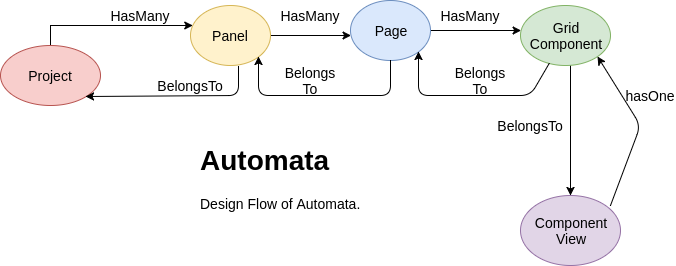 HasMany
HasMany
HasMany
Project
Panel
Page
Grid
Component
BelongsTo
Belongs
To
Belongs
To
hasOne
BelongsTo
Automata
Design Flow of Automata.
Component
View